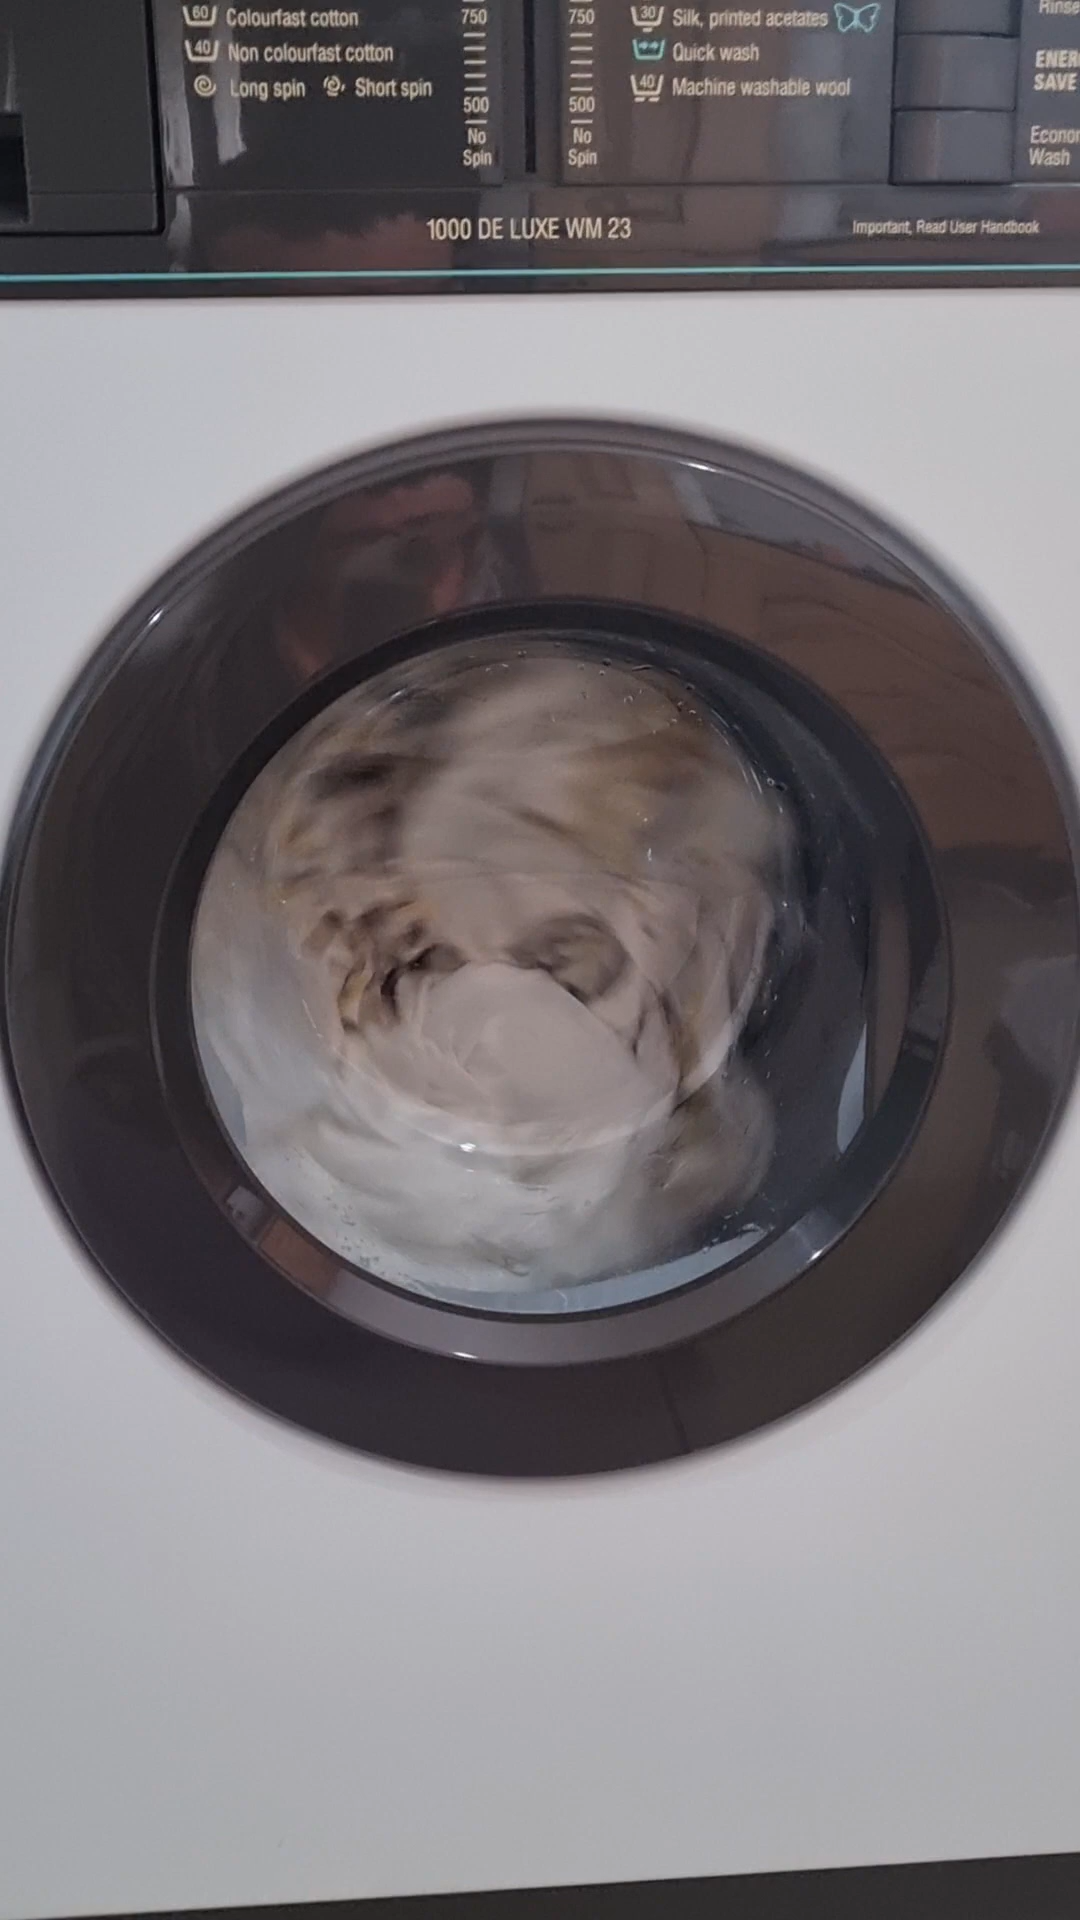 60 Colourfast cotton
40 Non colourfast cotton
Long spin Short spin
750
500
No
Spin
750
500
No
Spin
30 Silk, printed acetates
Quick wash
40 Machine washable wool
Rinse
ENER
SAVE
Econo
Wash
1000 DE LUXE WM 23
Important, Read User Handbook